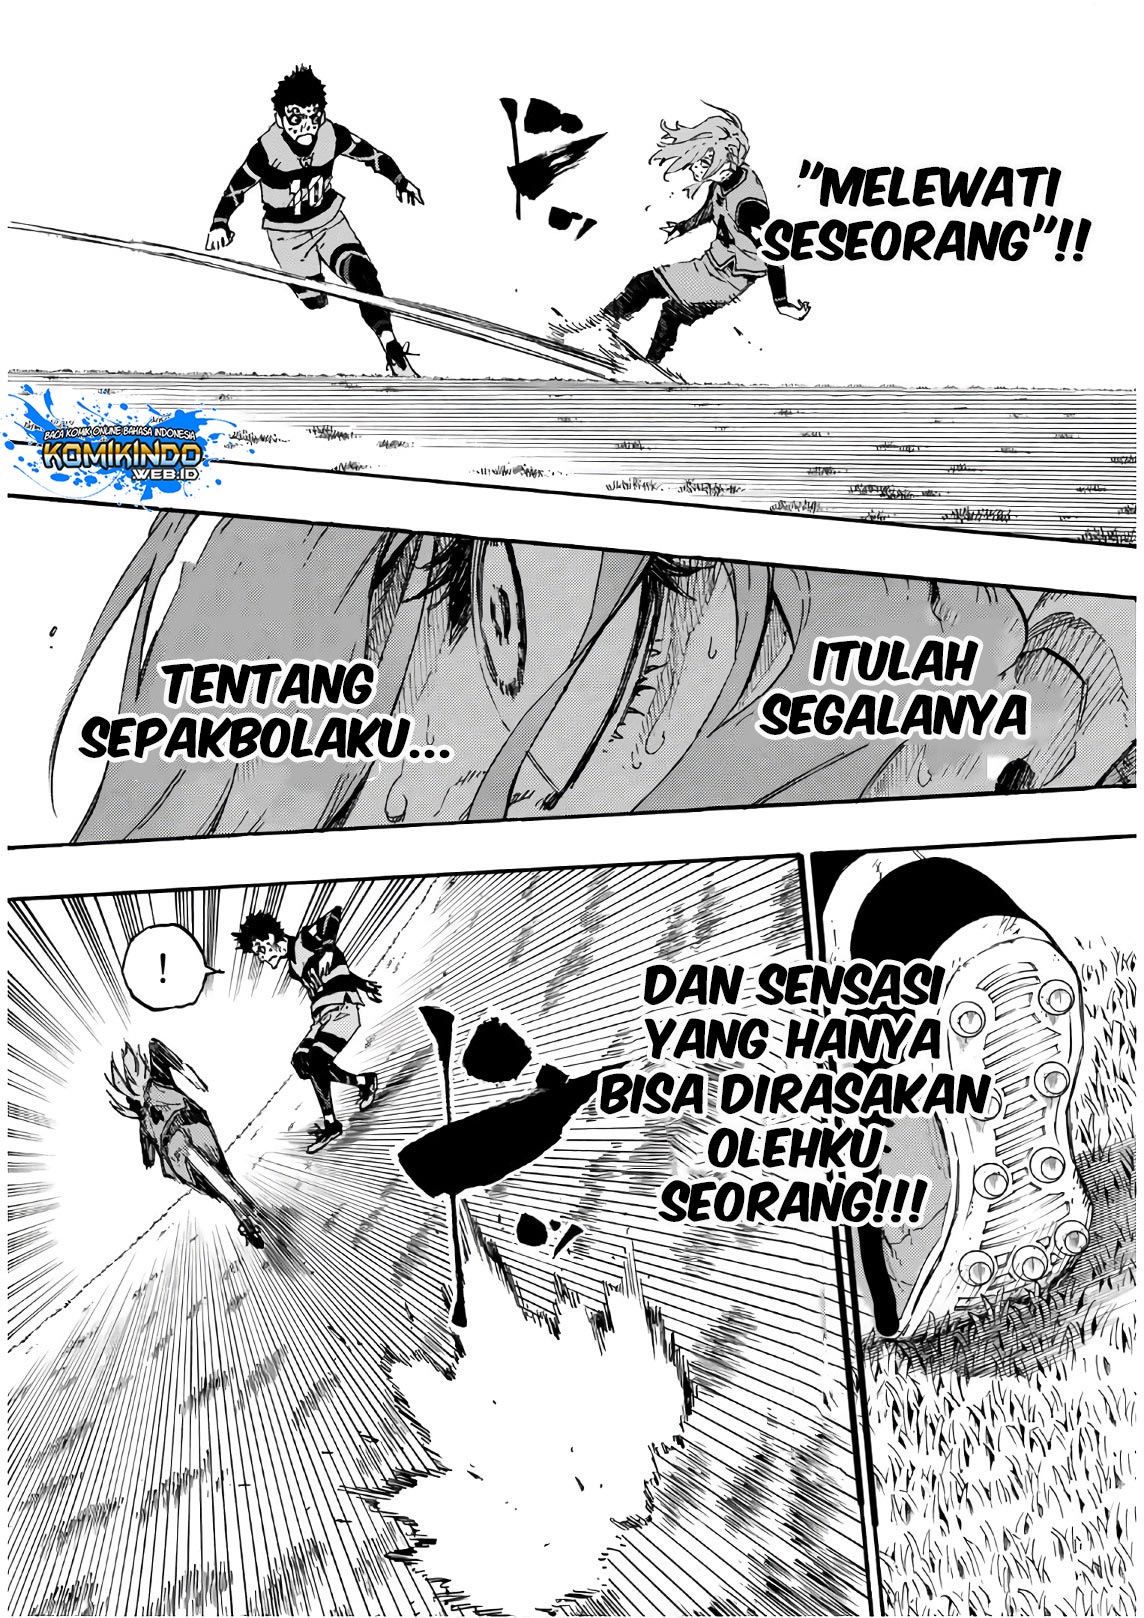 "MELEWATI
SESEORANG"!!
10
BACA KOMIK ONLINE BAHASA INDONESIA
KOMIKINDO
.WEB.ID
ITULAH
SEGALANYA
TENTANG
SEPAKBOLAKU...
!
DAN SENSASI
YANG HANYA
BISA DIRASAKAN
OLEHKU
SEORANG!!!